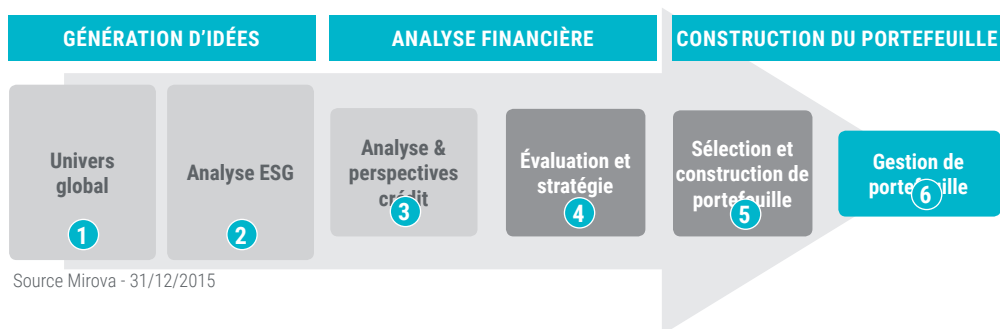 GÉNÉRATION D'IDÉES
ANALYSE FINANCIÈRE
CONSTRUCTION DU PORTEFEUILLE
Univers
global
1
Analyse ESG
2
Analyse &
perspectives
crédit
3
Évaluation et
stratégie
4
Sélection et
construction de
portefeuille
5
Gestion de
portefeuille
6
Source Mirova - 31/12/2015